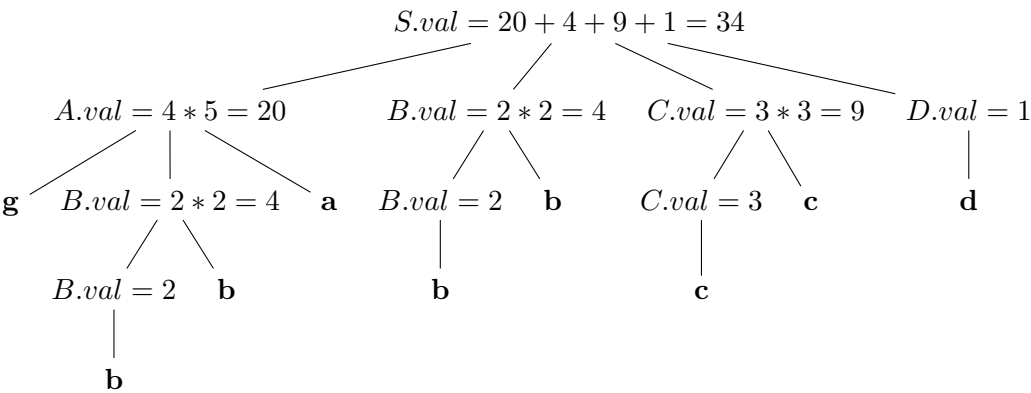 S.val = 20 + 4 + 9 + 1 = 34
A.val = 4 * 5 = 20 B.val = 2 * 2 = 4 C.val = 3 * 3 = 9 D.val = 1
g B.val = 2 * 2 = 4 a B.val = 2 b C.val = 3 c d
B.val = 2 b b c
b